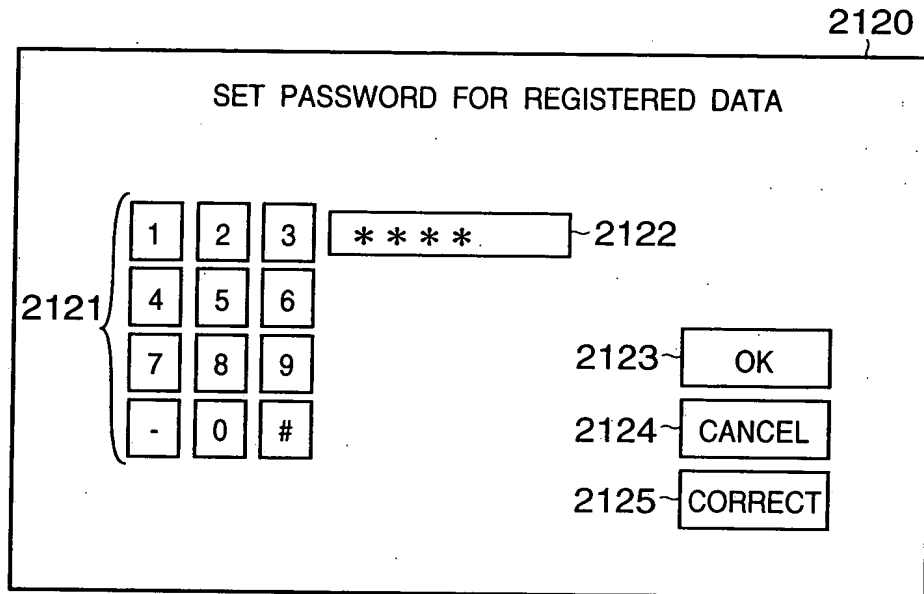 2120
SET PASSWORD FOR REGISTERED DATA
1 2 3 * * * * 2122
2121 4 5 6
7 8 9 2123 OK
- 0 # 2124 CANCEL
2125 CORRECT